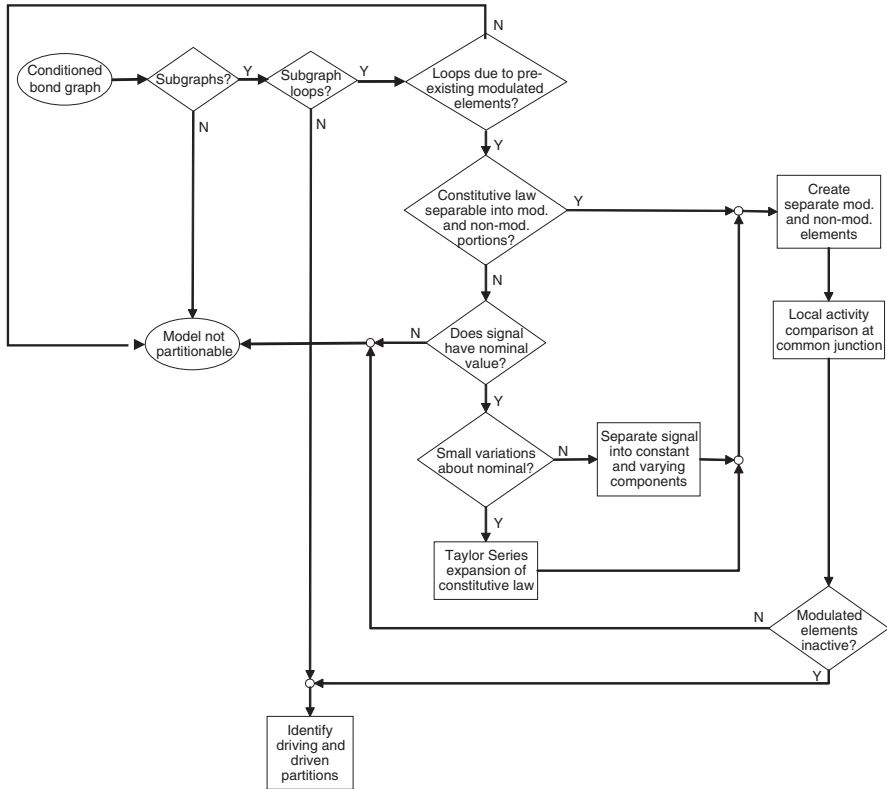 N
Conditioned
bond graph
Subgraphs?
Y
Subgraph
loops?
Y
Loops due to pre-
existing modulated
elements?
N
N
Y
Constitutive law
separable into mod.
and non-mod.
portions?
Y
Create
separate mod.
and non-mod.
elements
N
Model not
partitionable
N
Does signal
have nominal
value?
Local activity
comparison at
common junction
Y
Small variations
about nominal?
N
Separate signal
into constant
and varying
components
Y
Taylor Series
expansion of
constitutive law
N
Modulated
elements
inactive?
Y
Identify
driving and
driven
partitions